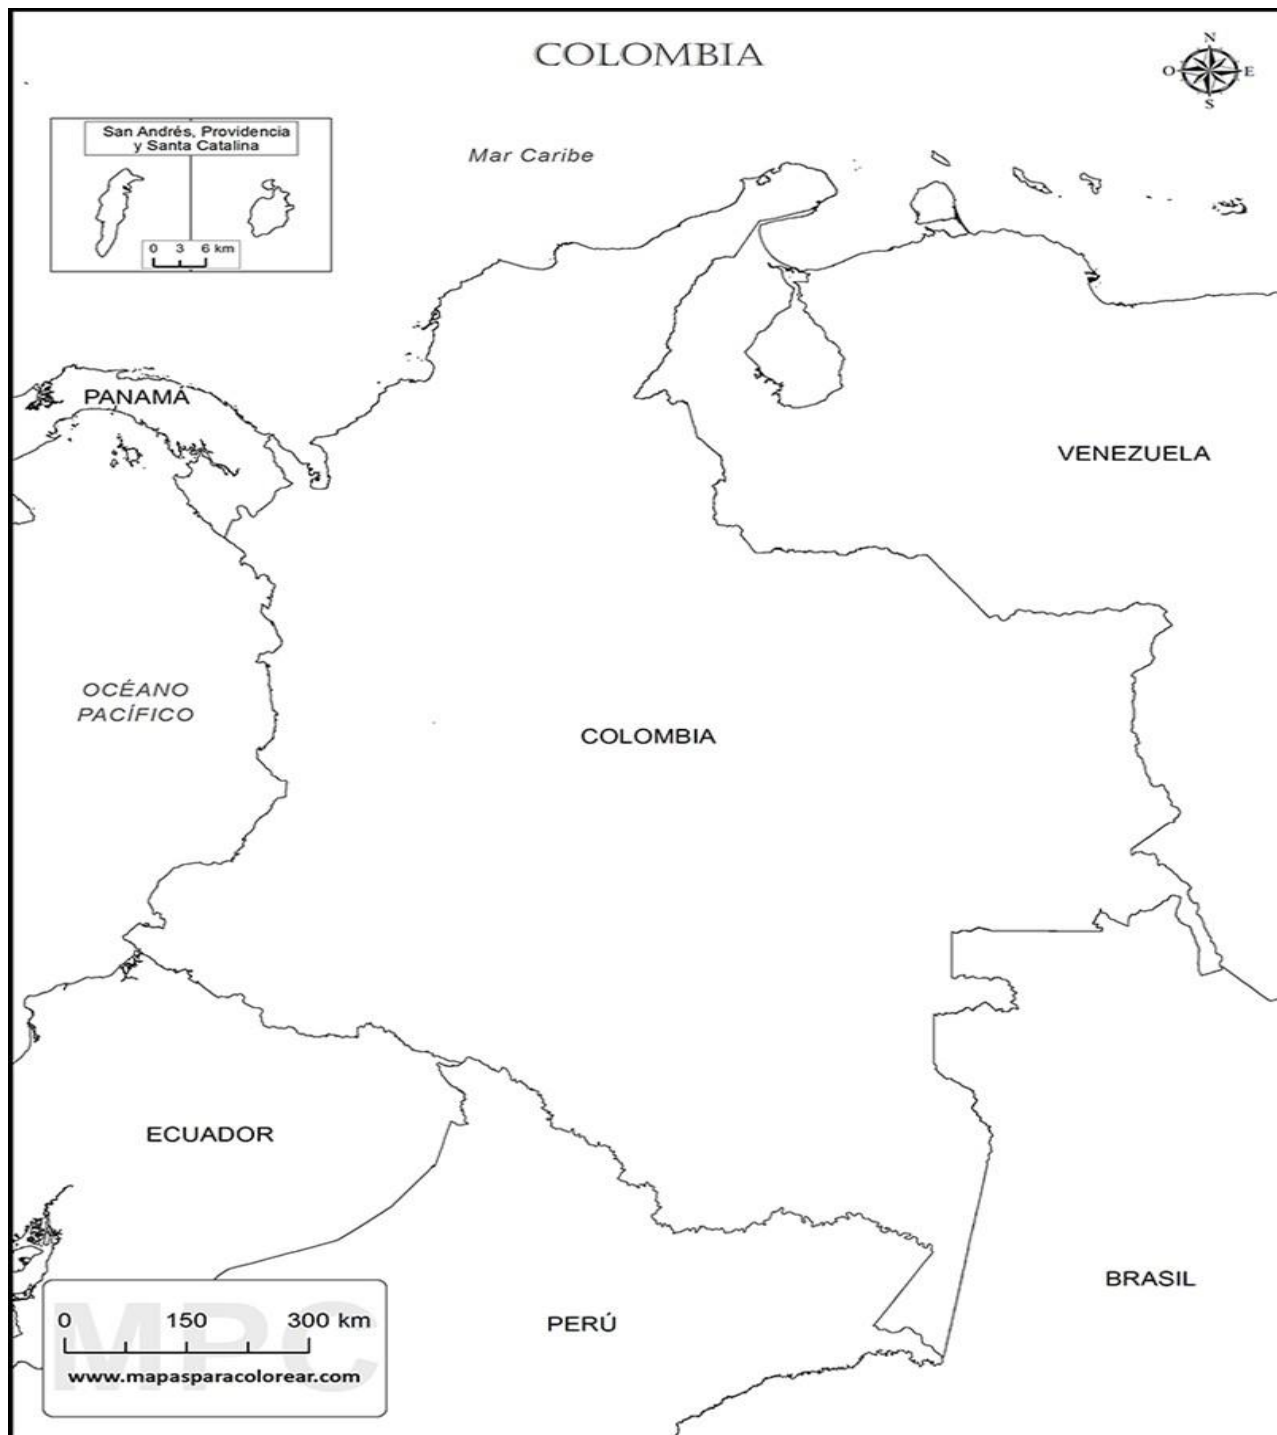 COLOMBIA
N
O
E
S
San Andrés, Providencia
y Santa Catalina
0 3 6 km
Mar Caribe
PANAMÁ
VENEZUELA
OCÉANO
PACÍFICO
COLOMBIA
ECUADOR
BRASIL
PERÚ
MPC
0 150 300 km
www.mapasparacolorear.com